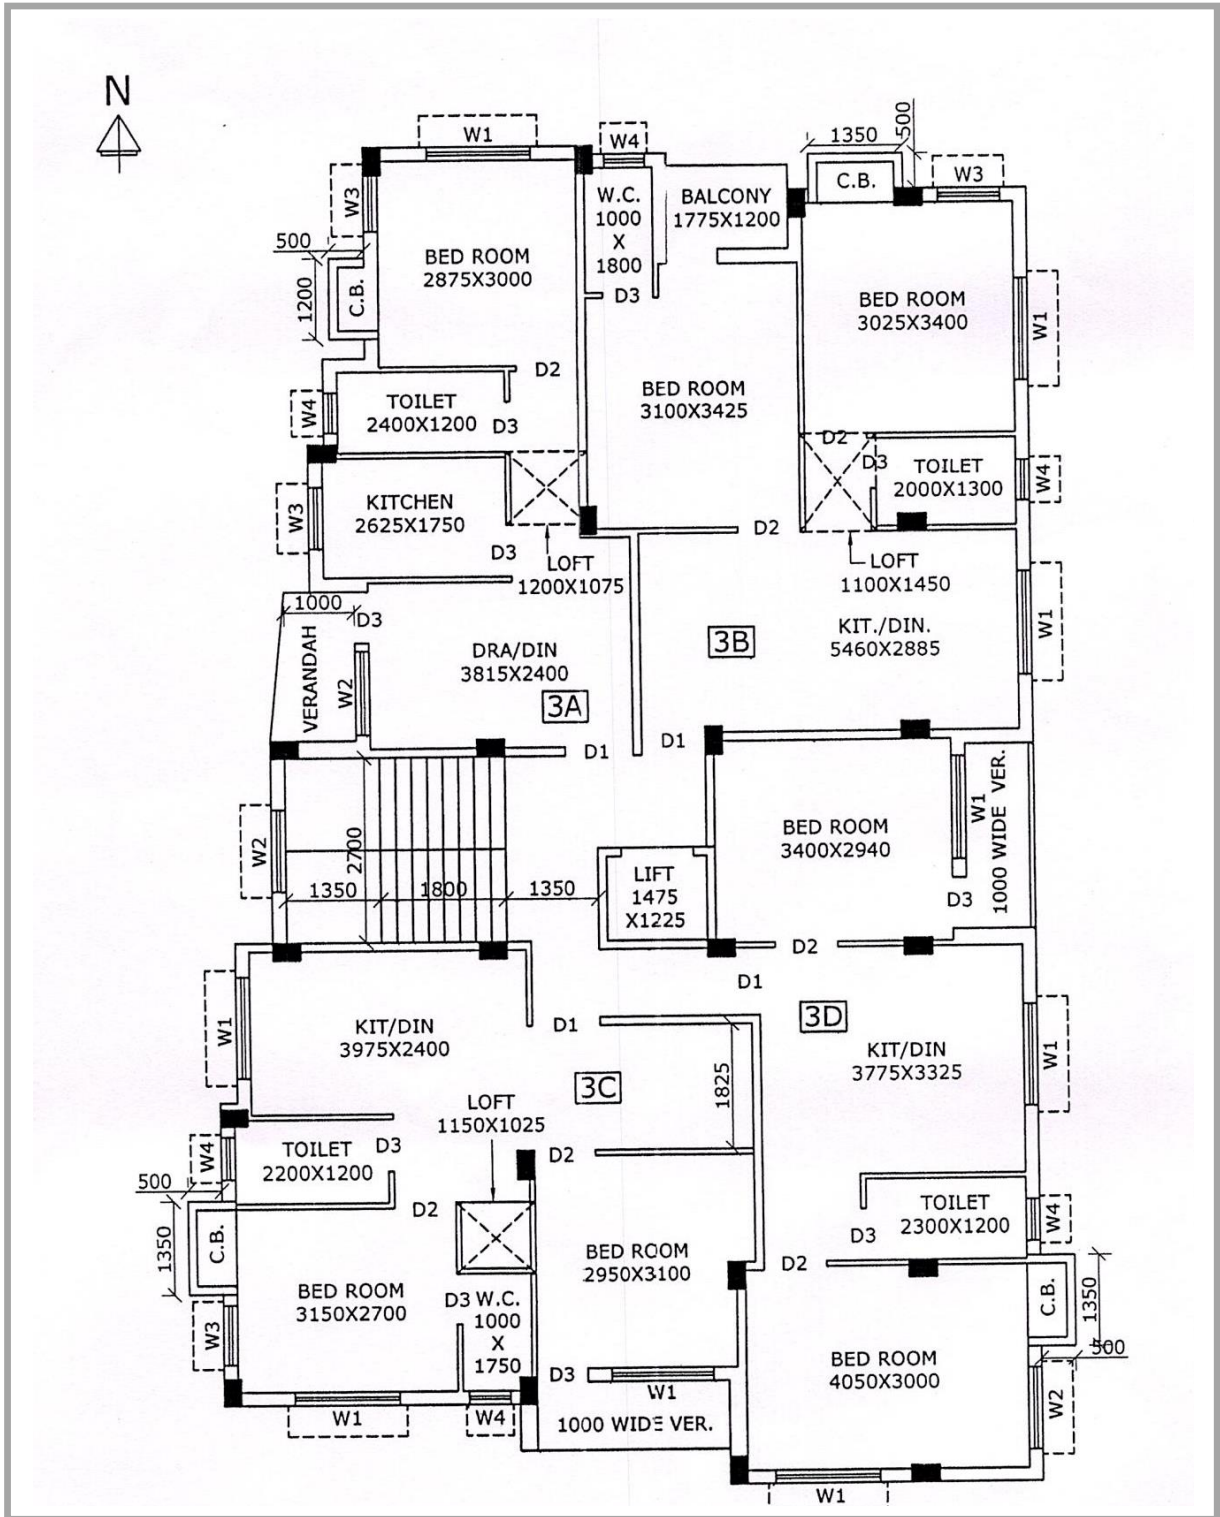 N
W1
W4
1350
500
W3
W3
W.C.
1000
X
1800
BALCONY
1775X1200
C.B.
500
1200
C.B.
BED ROOM
2875X3000
D3
BED ROOM
3025X3400
W1
D2
BED ROOM
3100X3425
W4
TOILET
2400X1200
D3
D2
D3
TOILET
2000X1300
W4
W3
KITCHEN
2625X1750
D3
D2
LOFT
1200X1075
LOFT
1100X1450
1000
D3
VERANDAH
W2
DRA/DIN
3815X2400
3A
3B
KIT./DIN.
5460X2885
W1
D1
D1
W2
2700
1350
1800
1350
LIFT
1475
X1225
BED ROOM
3400X2940
W1
1000 WIDE VER.
D3
D2
D1
W1
KIT/DIN
3975X2400
D1
3D
KIT/DIN
3775X3325
W1
3C
1825
LOFT
1150X1025
W4
TOILET
2200X1200
D3
D2
500
1350
C.B.
D2
TOILET
2300X1200
D3
W4
BED ROOM
2950X3100
D2
BED ROOM
3150X2700
W3
D3
W.C.
1000
X
1750
C.B.
1350
500
D3
W1
BED ROOM
4050X3000
W2
W1
W4
1000 WIDE VER.
W1